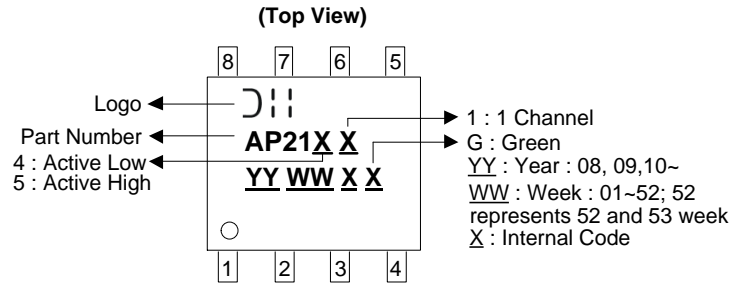 (Top View)
8 7 6 5
Logo
Part Number
4 : Active Low
5 : Active High
AP21X X
YY WW X X
1 : 1 Channel
G : Green
YY : Year : 08, 09,10~
WW : Week : 01~52; 52
represents 52 and 53 week
X : Internal Code
1 2 3 4